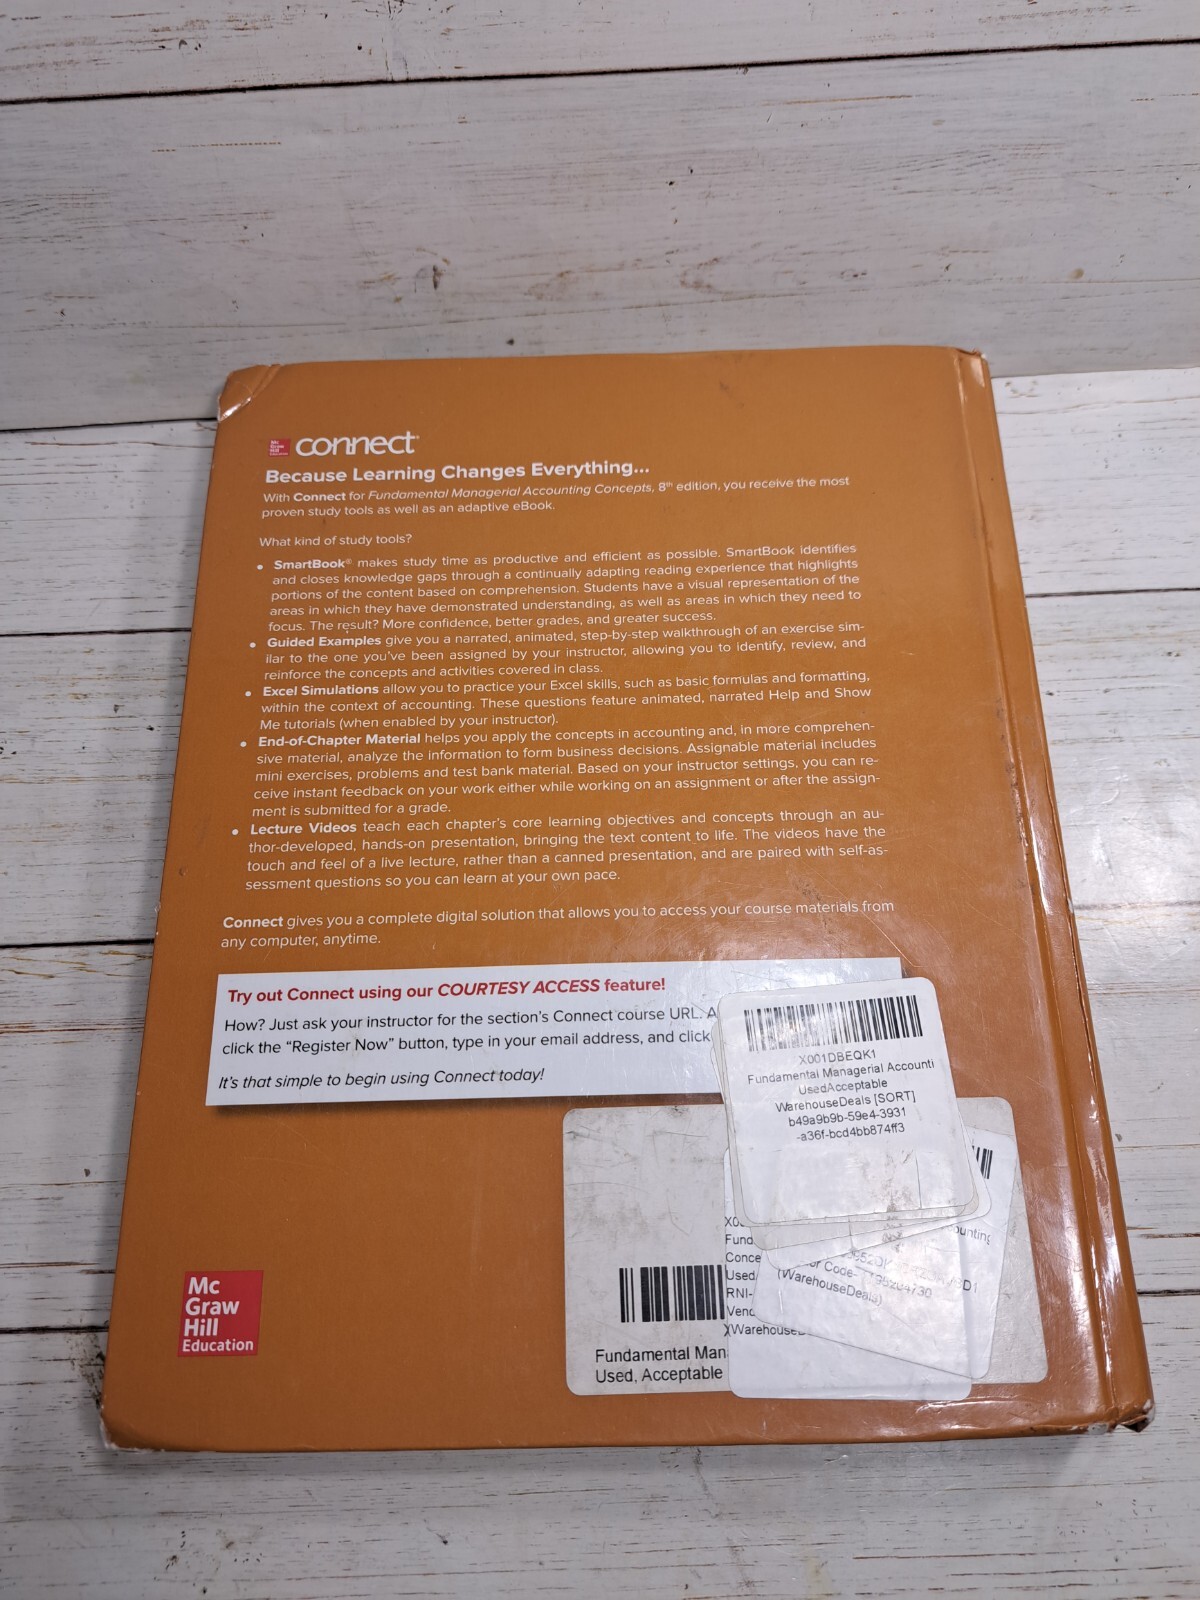 Mc
Graw
Hill
Education
connect
Because Learning Changes Everything...
With Connect for Fundamental Managerial Accounting Concepts, 8th edition, you receive the most
proven study tools as well as an adaptive eBook.
What kind of study tools?
• SmartBook® makes study time as productive and efficient as possible. SmartBook identifies
and closes knowledge gaps through a continually adapting reading experience that highlights
portions of the content based on comprehension. Students have a visual representation of the
areas in which they have demonstrated understanding, as well as areas in which they need to
focus. The result? More confidence, better grades, and greater success.
• Guided Examples give you a narrated, animated, step-by-step walkthrough of an exercise sim-
ilar to the one you've been assigned by your instructor, allowing you to identify, review, and
reinforce the concepts and activities covered in class.
• Excel Simulations allow you to practice your Excel skills, such as basic formulas and formatting,
within the context of accounting. These questions feature animated, narrated Help and Show
Me tutorials (when enabled by your instructor).
• End-of-Chapter Material helps you apply the concepts in accounting and, in more comprehen-
sive material, analyze the information to form business decisions. Assignable material includes
mini exercises, problems and test bank material. Based on your instructor settings, you can re-
ceive instant feedback on your work either while working on an assignment or after the assign-
ment is submitted for a grade.
• Lecture Videos teach each chapter's core learning objectives and concepts through an au-
thor-developed, hands-on presentation, bringing the text content to life. The videos have the
touch and feel of a live lecture, rather than a canned presentation, and are paired with self-as-
sessment questions so you can learn at your own pace.
Connect gives you a complete digital solution that allows you to access your course materials from
any computer, anytime.
Try out Connect using our COURTESY ACCESS feature!
How? Just ask your instructor for the section's Connect course URL. A
click the "Register Now" button, type in your email address, and click
It's that simple to begin using Connect today!
X001DBEQK1
Fundamental Managerial Accounti
UsedAcceptable
WarehouseDeals [SORT]
b49a9b9b-59e4-3931
-a36f-bcd4bb874ff3
X00
Fund
Conce
Used
RNI-
Vend
XWarehouse
ounting
Code-
(WarehouseDeals)
Fundamental Man
Used, Acceptable
Mc
Graw
Hill
Education